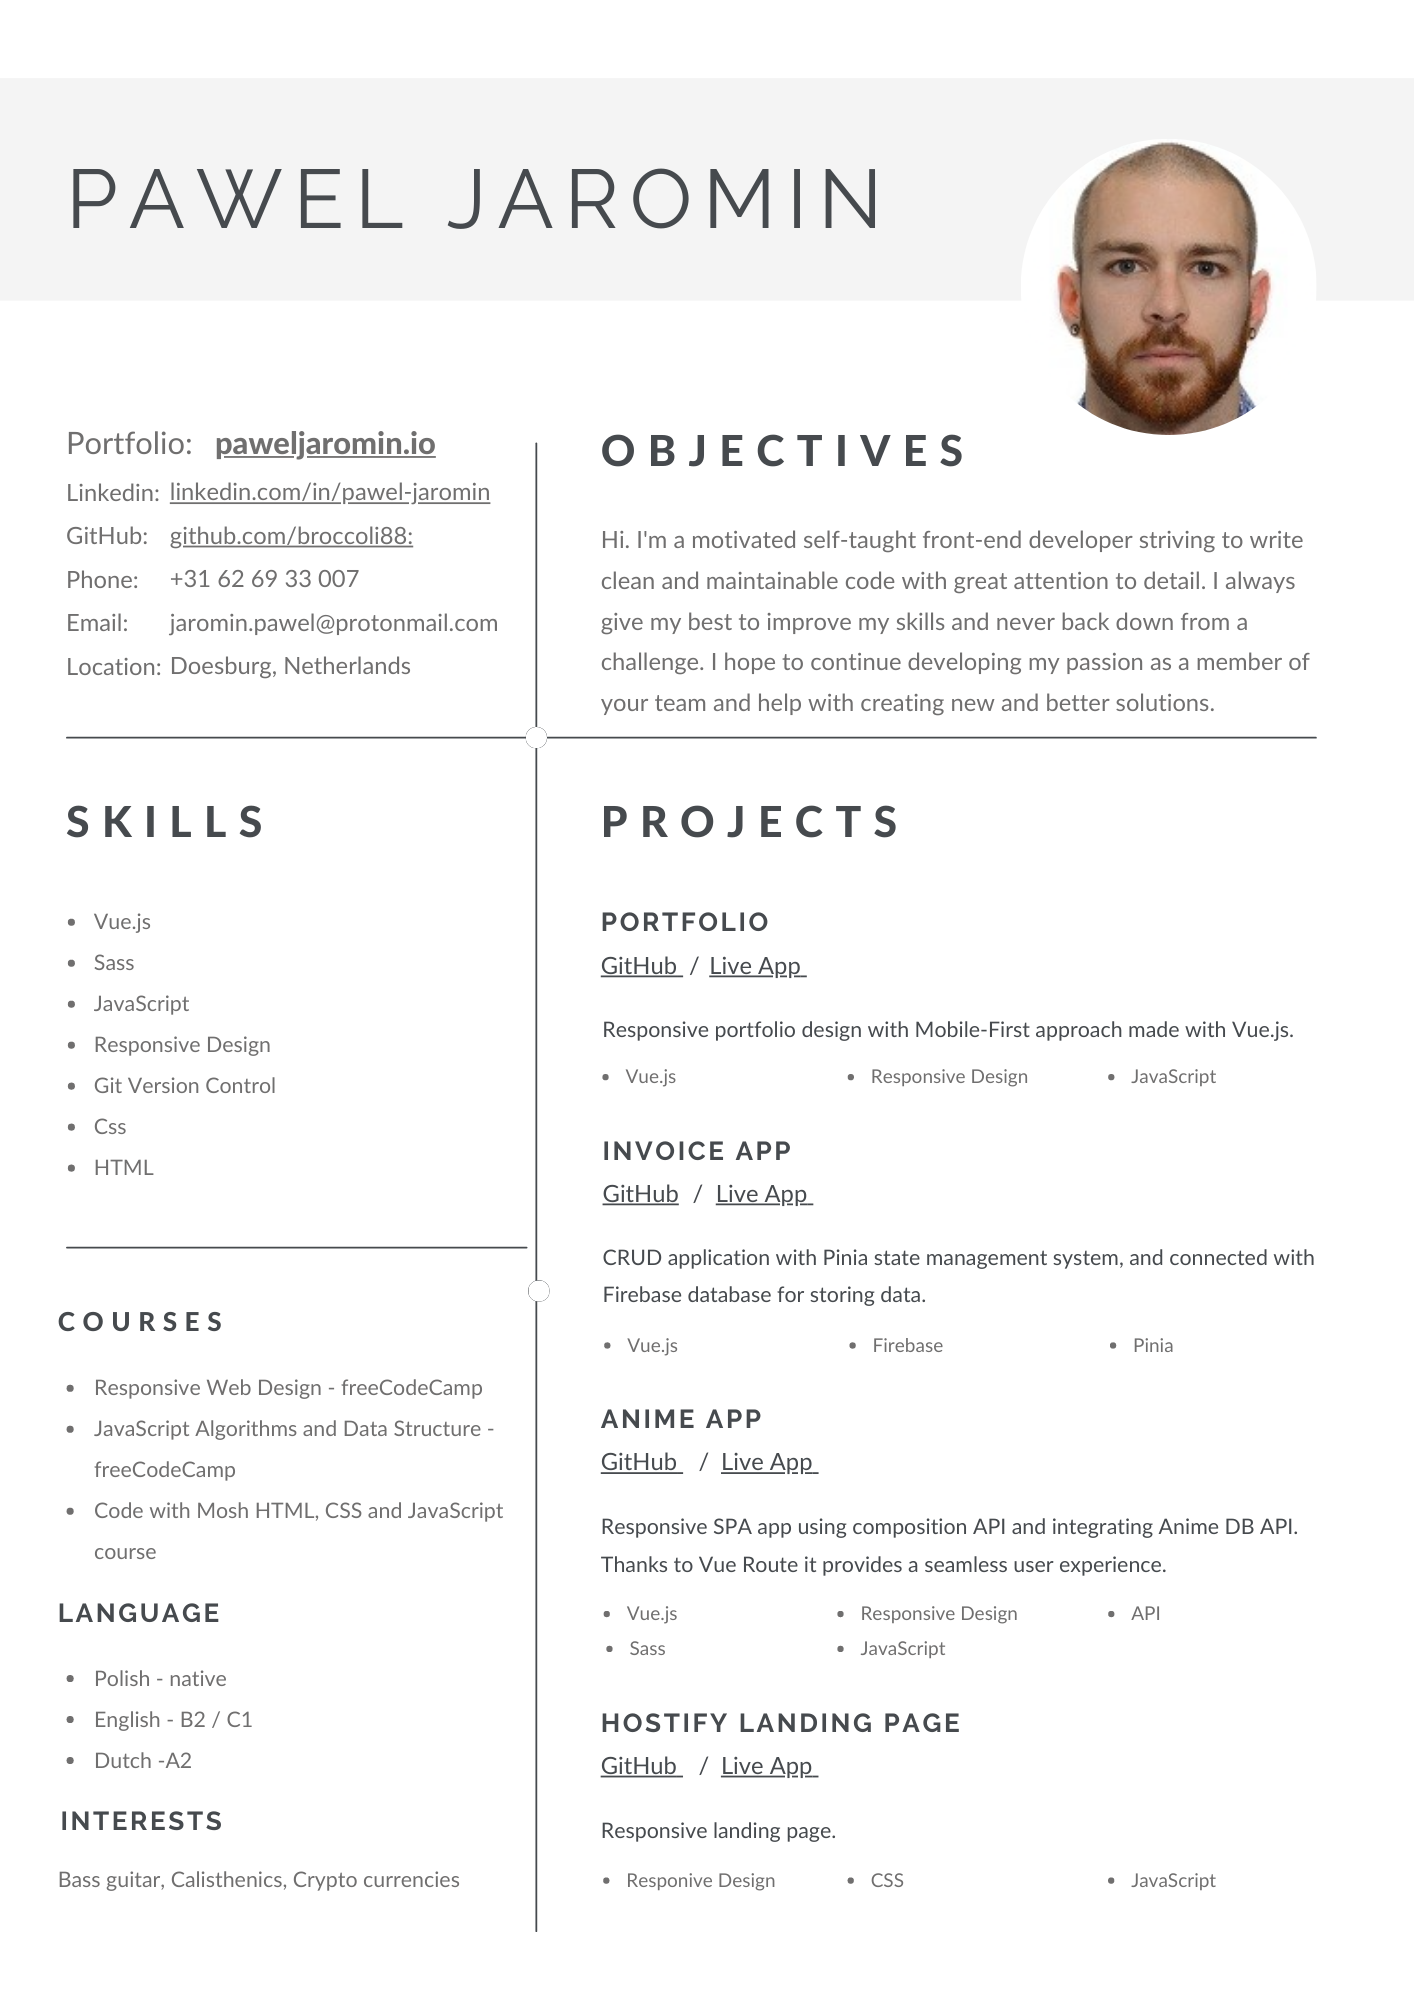 PAWEL JAROMIN
Portfolio: paweljaromin.io
Linkedin: linkedin.com/in/pawel-jaromin
GitHub: github.com/broccoli88:
Phone: +31 62 69 33 007
Email: jaromin.pawel@protonmail.com
Location: Doesburg, Netherlands
OBJECTIVES
Hi. I'm a motivated self-taught front-end developer striving to write
clean and maintainable code with great attention to detail. I always
give my best to improve my skills and never back down from a
challenge. I hope to continue developing my passion as a member of
your team and help with creating new and better solutions.
SKILLS
• Vue.js
• Sass
• JavaScript
• Responsive Design
• Git Version Control
• Css
• HTML
COURSES
• Responsive Web Design - freeCodeCamp
• JavaScript Algorithms and Data Structure -
freeCodeCamp
• Code with Mosh HTML, CSS and JavaScript
course
LANGUAGE
• Polish - native
• English - B2 / C1
• Dutch -A2
INTERESTS
Bass guitar, Calisthenics, Crypto currencies
PROJECTS
PORTFOLIO
GitHub / Live App
Responsive portfolio design with Mobile-First approach made with Vue.js.
• Vue.js • Responsive Design • JavaScript
INVOICE APP
GitHub / Live App
CRUD application with Pinia state management system, and connected with
Firebase database for storing data.
• Vue.js • Firebase • Pinia
ANIME APP
GitHub / Live App
Responsive SPA app using composition API and integrating Anime DB API.
Thanks to Vue Route it provides a seamless user experience.
• Vue.js • Responsive Design • API
• Sass • JavaScript
HOSTIFY LANDING PAGE
GitHub / Live App
Responsive landing page.
• Responive Design • CSS • JavaScript